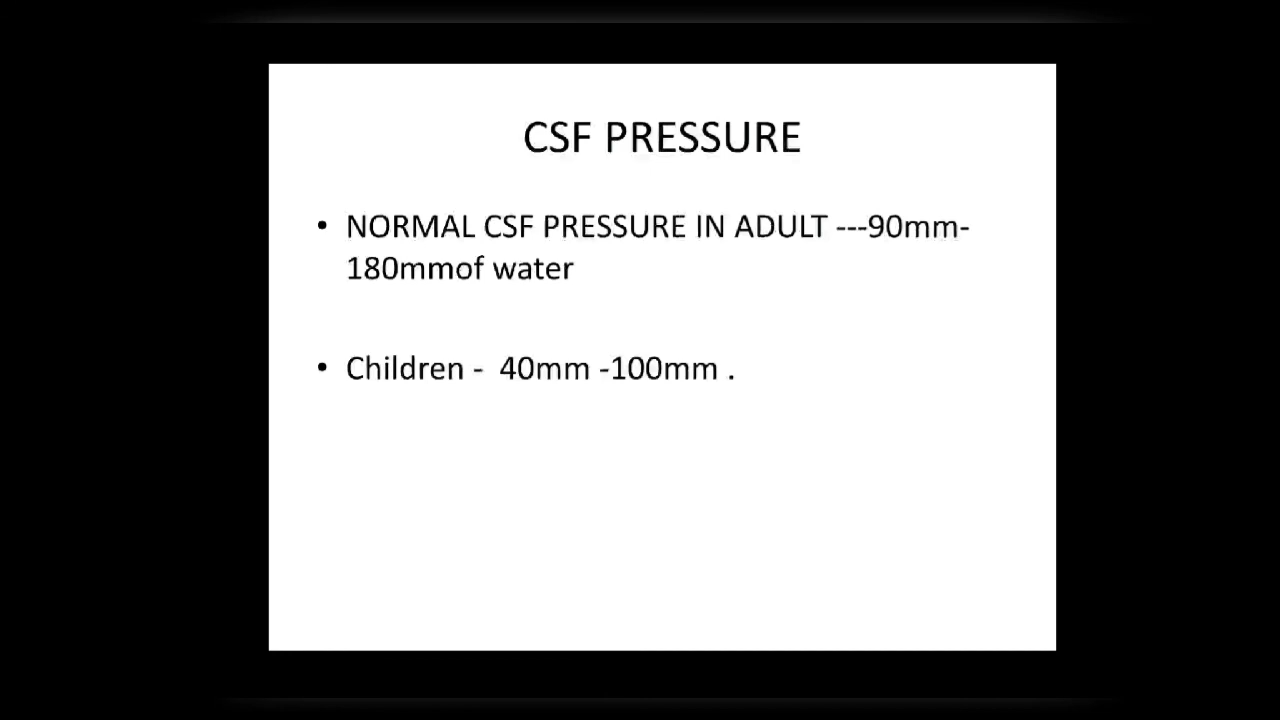 CSF PRESSURE
• NORMAL CSF PRESSURE IN ADULT ---90mm-
180mmof water
• Children -  40mm -100mm .